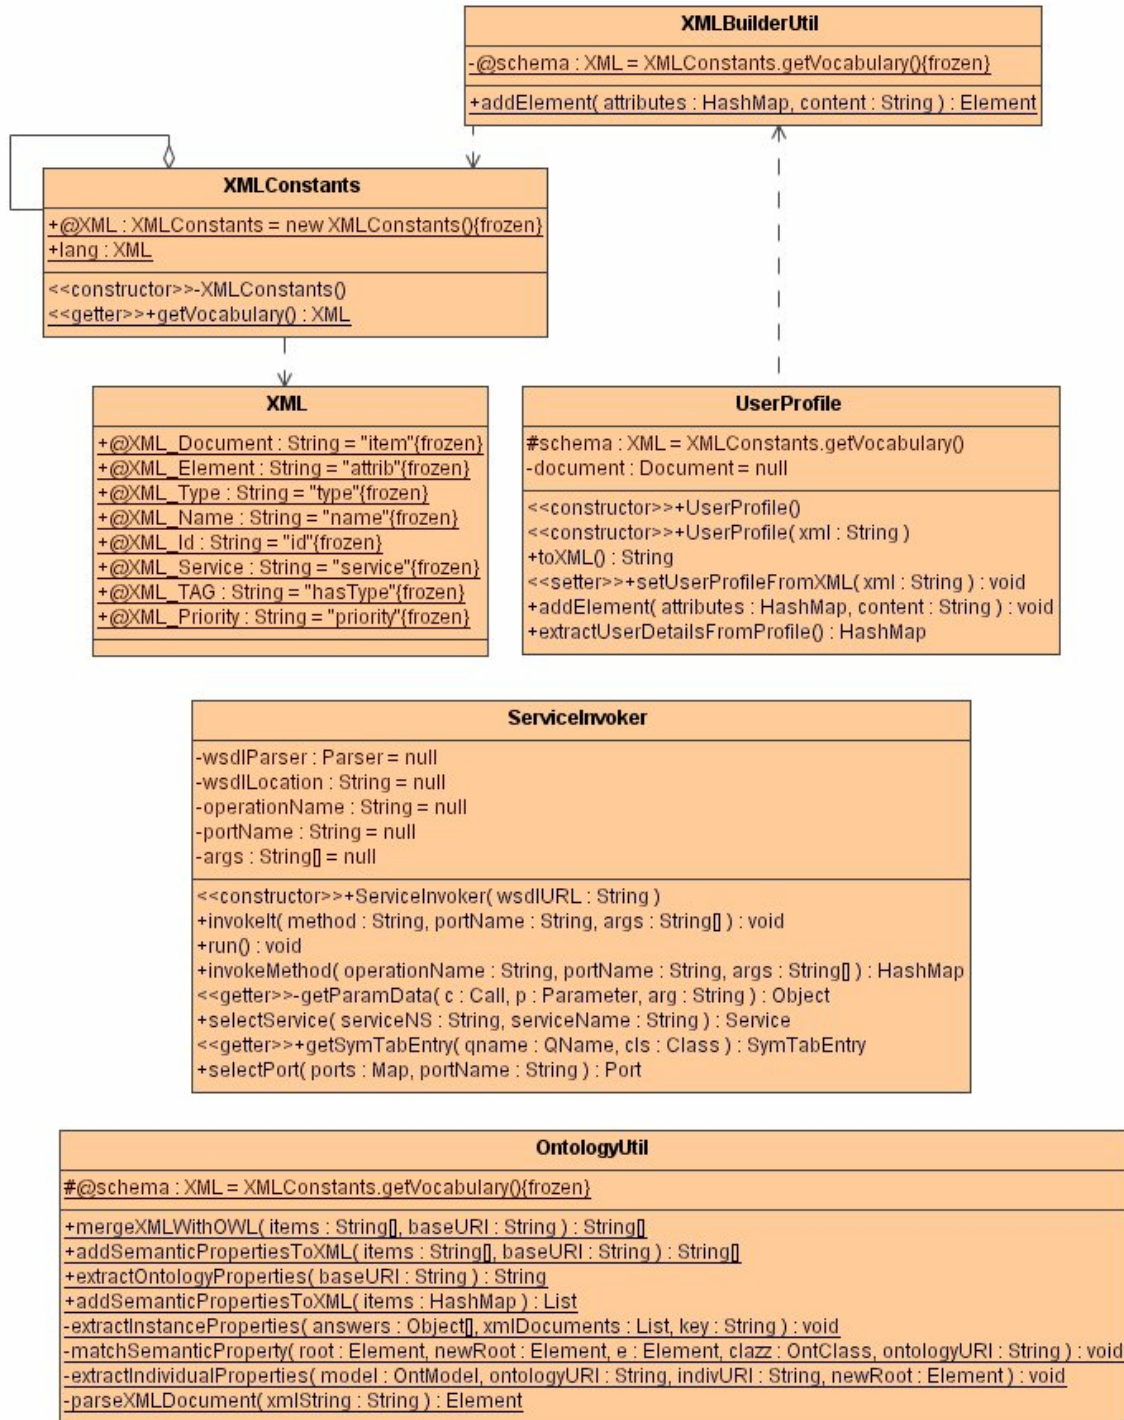 XMLBuilderUtil
-@schema : XML = XMLConstants.getVocabulary(){frozen}
+addElement( attributes : HashMap, content : String ) : Element
XMLConstants
+@XML : XMLConstants = new XMLConstants(){frozen}
+lang : XML
<<constructor>>-XMLConstants()
<<getter>>+getVocabulary() : XML
XML
+@XML_Document : String = "item"{frozen}
+@XML_Element : String = "attrib"{frozen}
+@XML_Type : String = "type"{frozen}
+@XML_Name : String = "name"{frozen}
+@XML_Id : String = "id"{frozen}
+@XML_Service : String = "service"{frozen}
+@XML_TAG : String = "hasType"{frozen}
+@XML_Priority : String = "priority"{frozen}
UserProfile
#schema : XML = XMLConstants.getVocabulary()
-document : Document = null
<<constructor>>+UserProfile()
<<constructor>>+UserProfile( xml : String )
+toXML() : String
<<setter>>+setUserProfileFromXML( xml : String ) : void
+addElement( attributes : HashMap, content : String ) : void
+extractUserDetailsFromProfile() : HashMap
ServiceInvoker
-wsdlParser : Parser = null
-wsdlLocation : String = null
-operationName : String = null
-portName : String = null
-args : String[] = null
<<constructor>>+ServiceInvoker( wsdlURL : String )
+invokeIt( method : String, portName : String, args : String[] ) : void
+run() : void
+invokeMethod( operationName : String, portName : String, args : String[] ) : HashMap
<<getter>>-getParamData( c : Call, p : Parameter, arg : String ) : Object
+selectService( serviceNS : String, serviceName : String ) : Service
<<getter>>+getSymTabEntry( qname : QName, cls : Class ) : SymTabEntry
+selectPort( ports : Map, portName : String ) : Port
OntologyUtil
#@schema : XML = XMLConstants.getVocabulary(){frozen}
+mergeXMLWithOWL( items : String[], baseURI : String ) : String[]
+addSemanticPropertiesToXML( items : String[], baseURI : String ) : String[]
+extractOntologyProperties( baseURI : String ) : String
+addSemanticPropertiesToXML( items : HashMap ) : List
-extractInstanceProperties( answers : Object[], xmlDocuments : List, key : String ) : void
-matchSemanticProperty( root : Element, newRoot : Element, e : Element, clazz : OntClass, ontologyURI : String ) : void
-extractIndividualProperties( model : OntModel, ontologyURI : String, indivURI : String, newRoot : Element ) : void
-parseXMLDocument( xmlString : String ) : Element